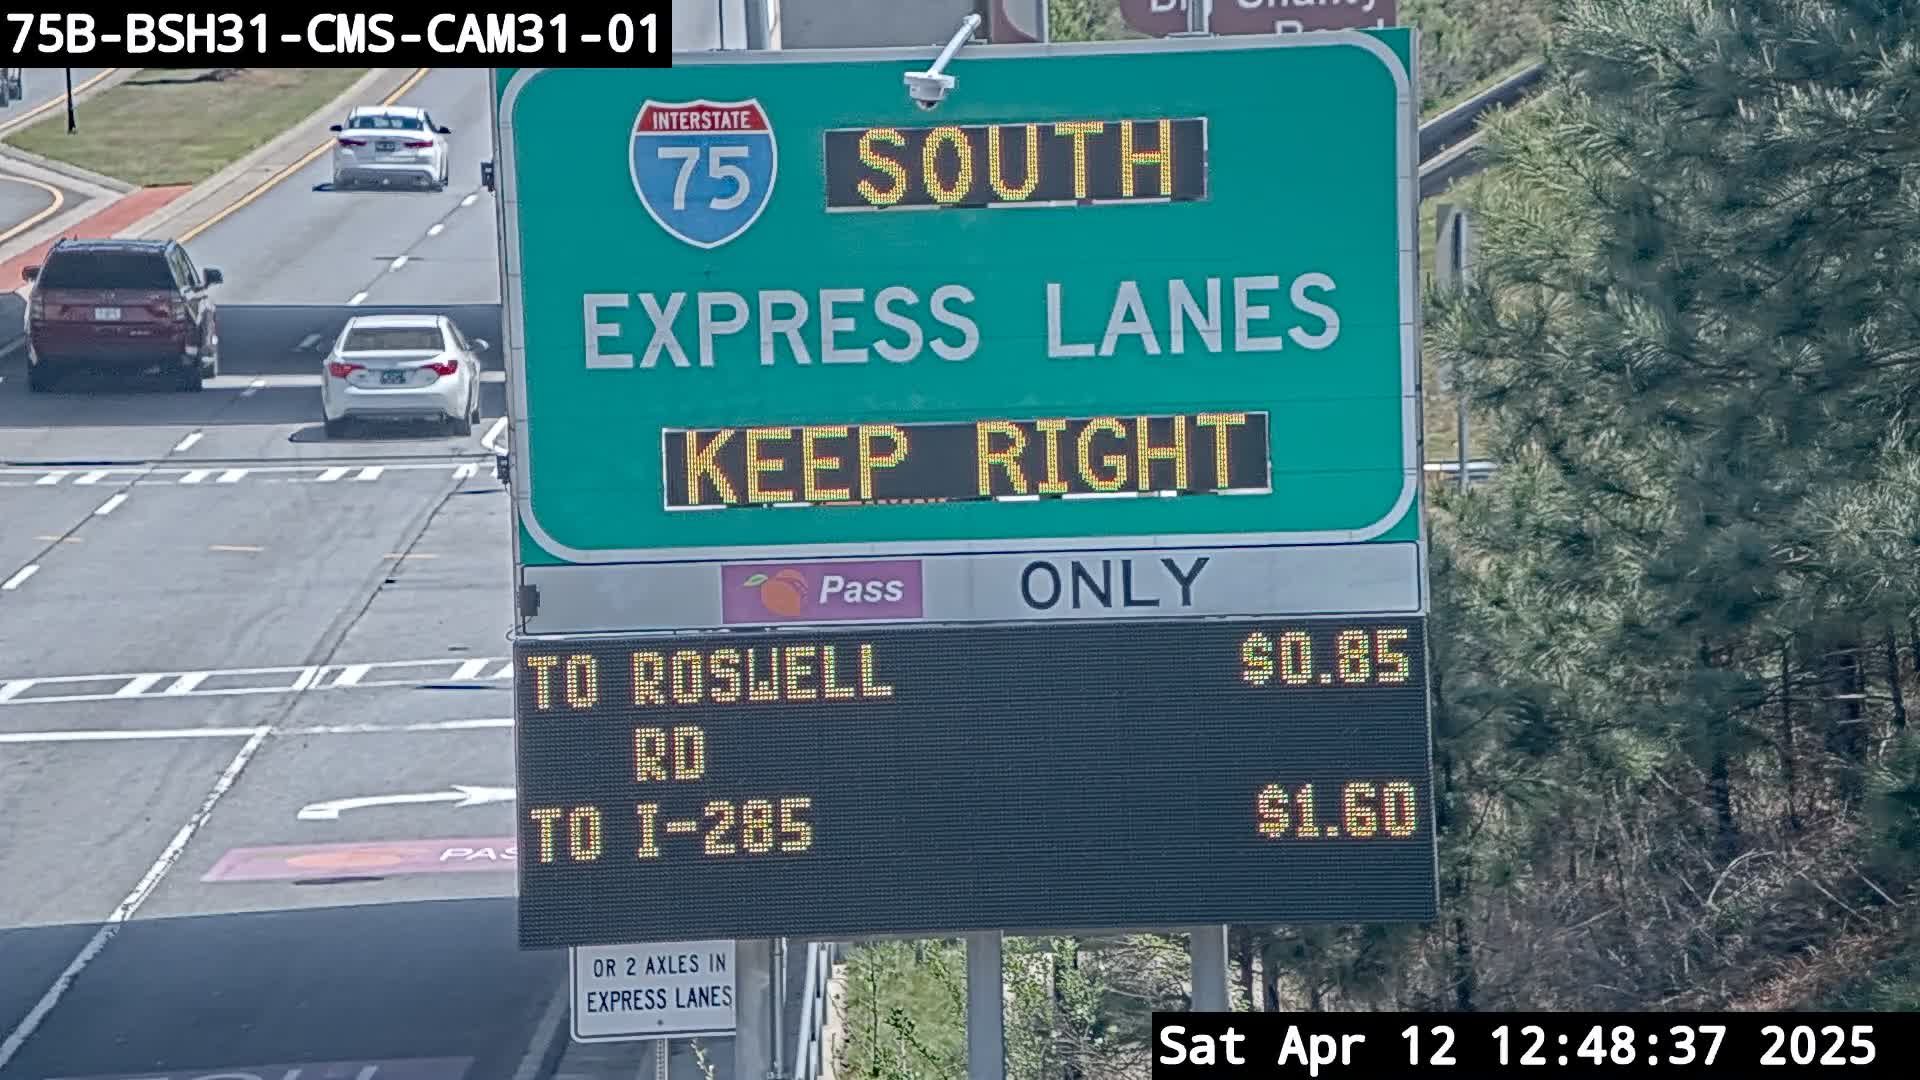 75B-BSH31-CMS-CAM31-01
Road
INTERSTATE
75
SOUTH
EXPRESS LANES
KEEP RIGHT
Pass ONLY
TO ROSWELL $0.85
RD
TO I-285 $1.60
OR 2 AXLES IN
EXPRESS LANES
Sat Apr 12 12:48:37 2025